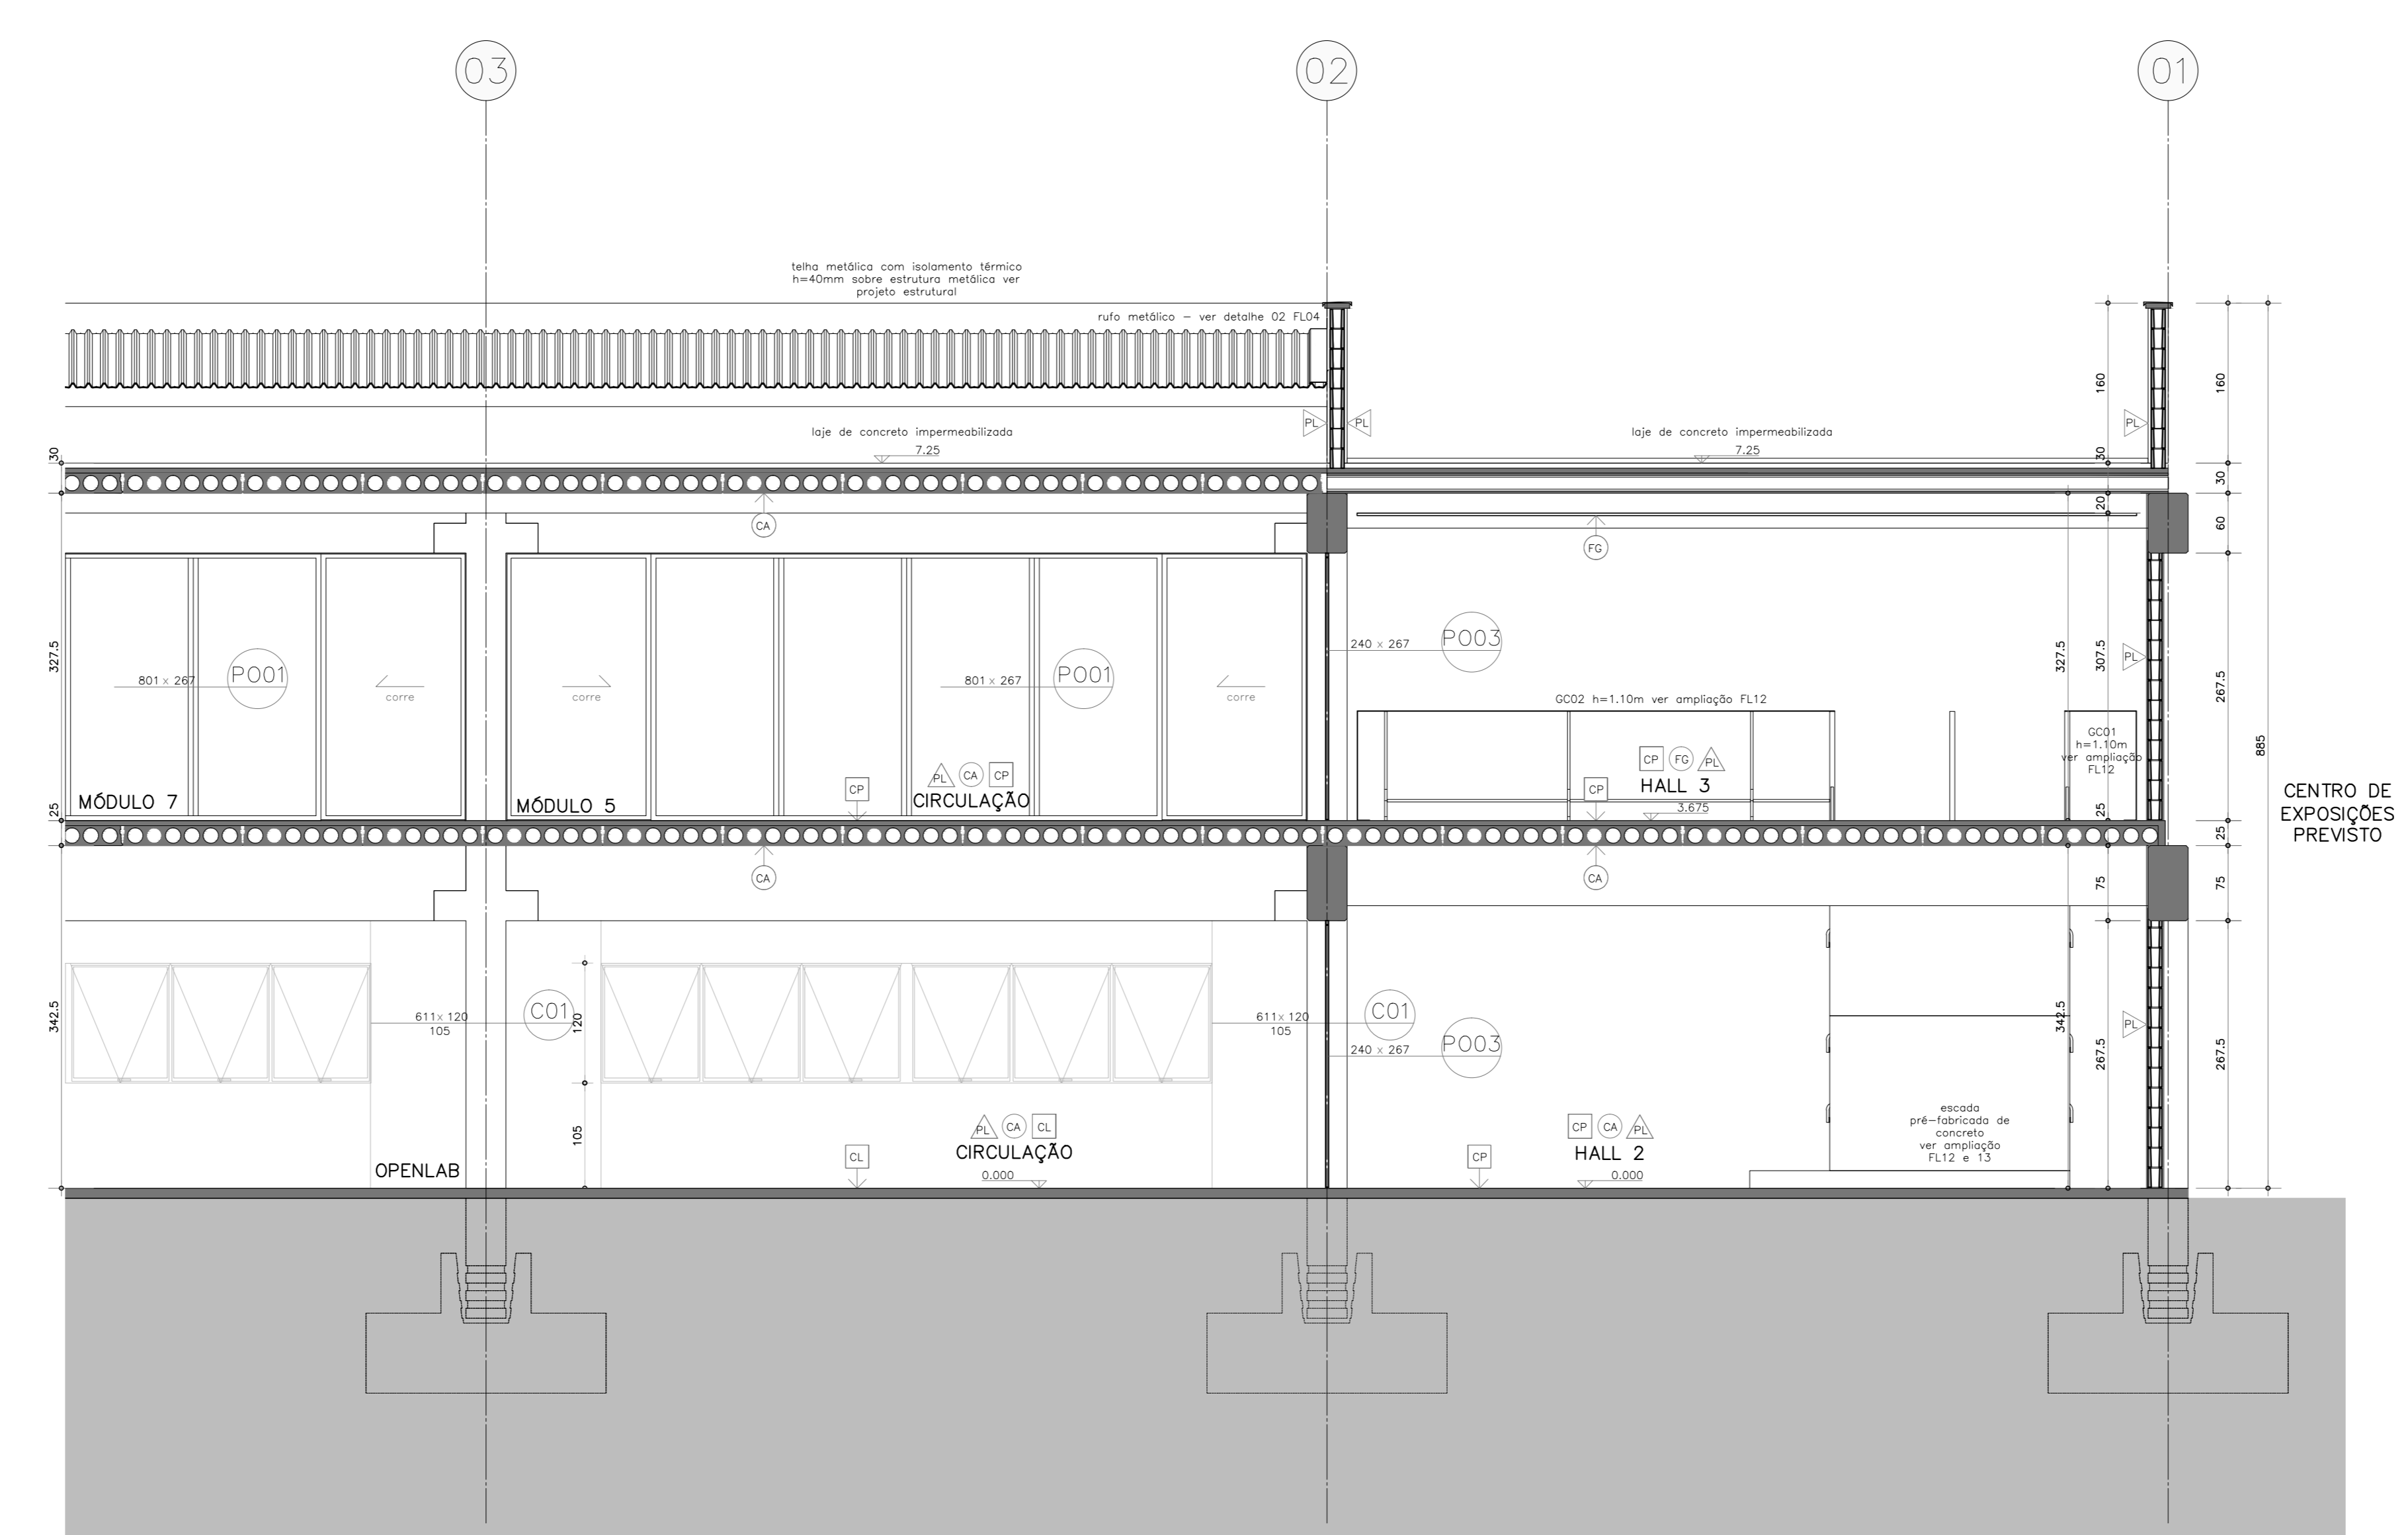 03
02
01
telha metálica com isolamento térmico
h=40mm sobre estrutura metálica ver
projeto estrutural
rufo metálico – ver detalhe 02 FL04
160
160
PL
PL
PL
laje de concreto impermeabilizada
7.25
laje de concreto impermeabilizada
7.25
30
30
30
CA
20
60
FG
327.5
801 x 267
PO01
corre
corre
801 x 267
PO01
corre
240 x 267
PO03
327.5
307.5
PL
267.5
GC02 h=1.10m ver ampliação FL12
GC01
h=1.10m
ver ampliação
FL12
885
PL
CA
CP
CP
FG
PL
25
MÓDULO 7
MÓDULO 5
CP
CIRCULAÇÃO
CP
HALL 3
3.675
25
25
CENTRO DE
EXPOSIÇÕES
PREVISTO
CA
CA
75
75
342.5
611x 120
105
C01
120
611x 120
105
C01
240 x 267
PO03
342.5
PL
267.5
267.5
105
OPENLAB
PL
CA
CL
CL
CIRCULAÇÃO
0.000
CP
CP
CA
PL
HALL 2
0.000
escada
pré–fabricada de
concreto
ver ampliação
FL12 e 13